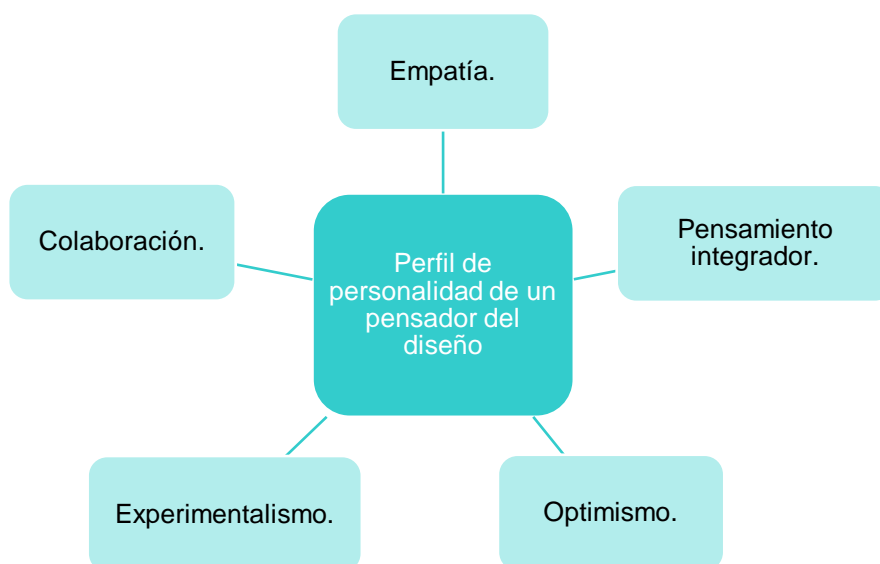 Empatía.
Colaboración.
Pensamiento
integrador.
Perfil de
personalidad de un
pensador del
diseño
Experimentalismo.
Optimismo.